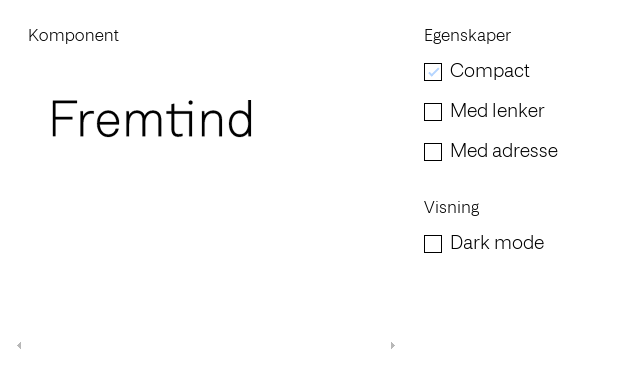 Komponent
Fremtind
Egenskaper
Compact
Med lenker
Med adresse
Visning
Dark mode